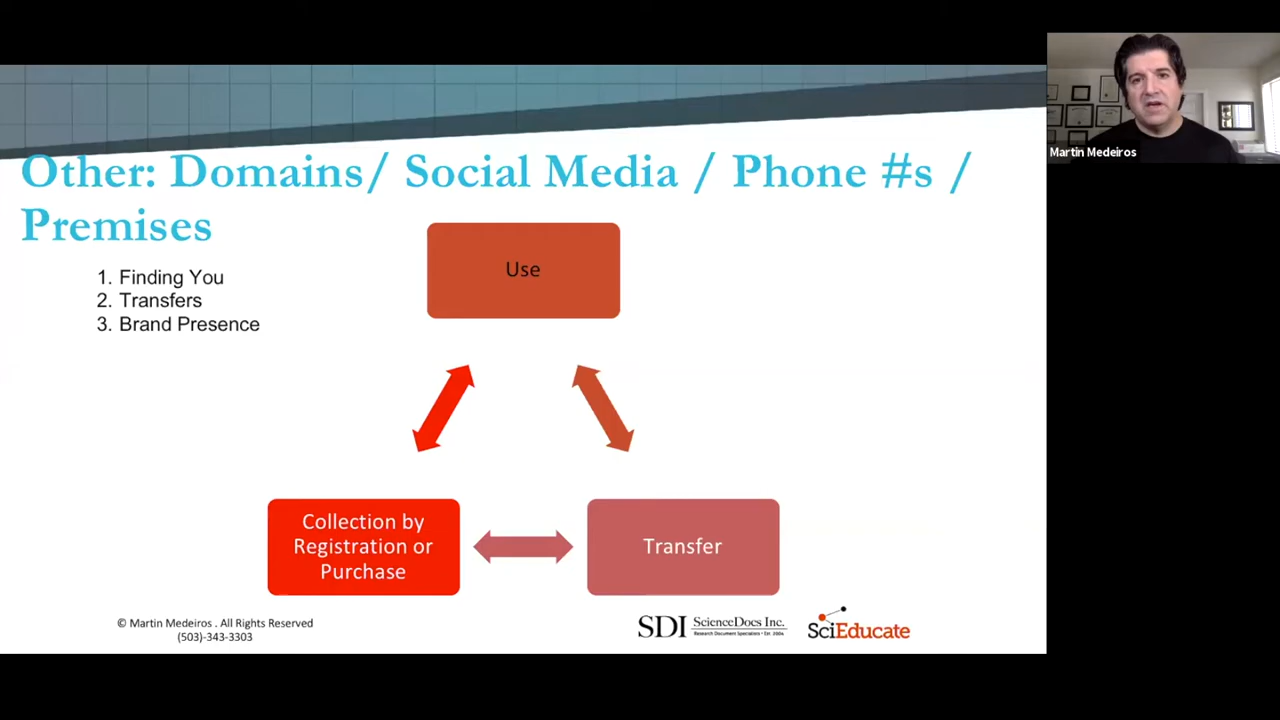 Martin Medeiros
Other: Domains/ Social Media / Phone #s /
Premises
1. Finding You
2. Transfers
3. Brand Presence
Use
Collection by
Registration or
Purchase
Transfer
© Martin Medeiros . All Rights Reserved
(503)-343-3303
SDI ScienceDocs Inc.
Research Document Specialists • Est. 2004
SciEducate